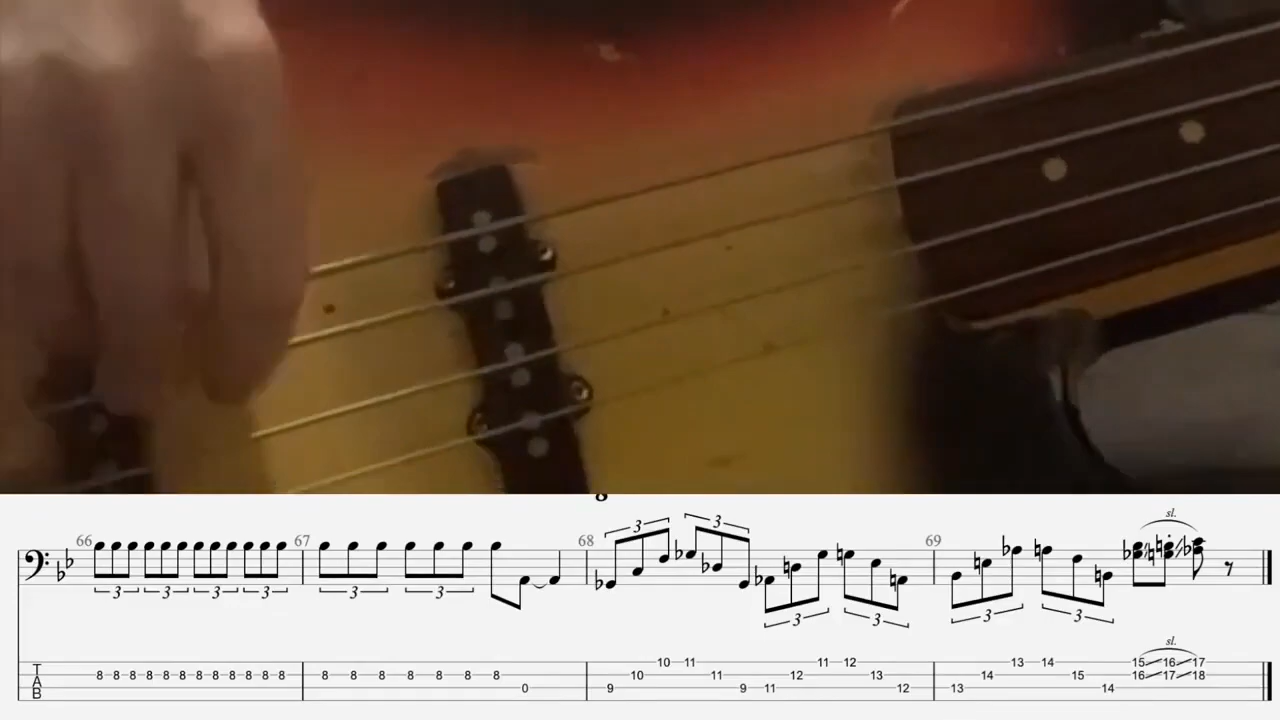 8
sl.
3 3
66 67 68 69
3 3 3 3 3 3 3 3 3 3
sl.
10 11 11 12 13 14 15 16 17
T 8 8 8 8 8 8 8 8 8 8 8 8 8 8 8 8 8 8 8 10 11 12 13 14 15 16 17 18
A 0 9 9 11 12 13 14
B